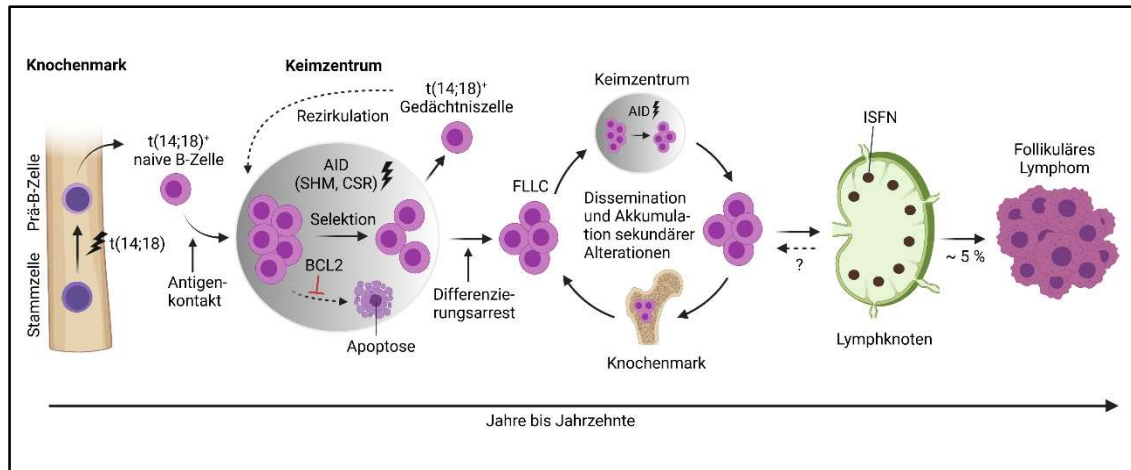 Knochenmark
Stammzelle
Prä-B-Zelle
t(14;18)
t(14;18)⁺
naive B-Zelle
Antigen-
kontakt
Keimzentrum
Rezirkulation
t(14;18)⁺
Gedächtniszelle
AID
(SHM, CSR)
Selektion
BCL2
Apoptose
Differenzie-
rungsarrest
FLLC
Keimzentrum
AID
Dissemination
und Akkumula-
tion sekundärer
Alterationen
Knochenmark
?
ISFN
Lymphknoten
~ 5 %
Follikuläres
Lymphom
Jahre bis Jahrzehnte